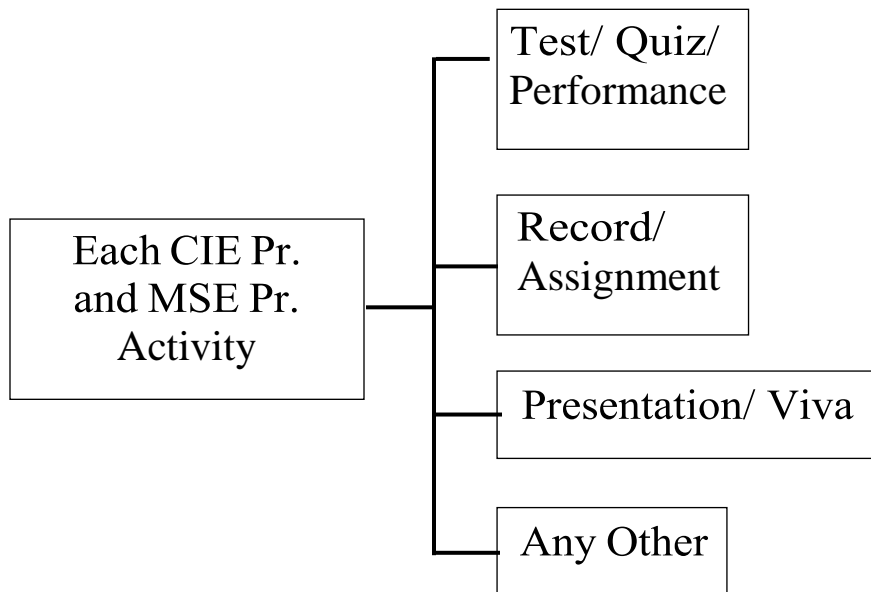 Test/ Quiz/
Performance
Each CIE Pr.
and MSE Pr.
Activity
Record/
Assignment
Presentation/ Viva
Any Other